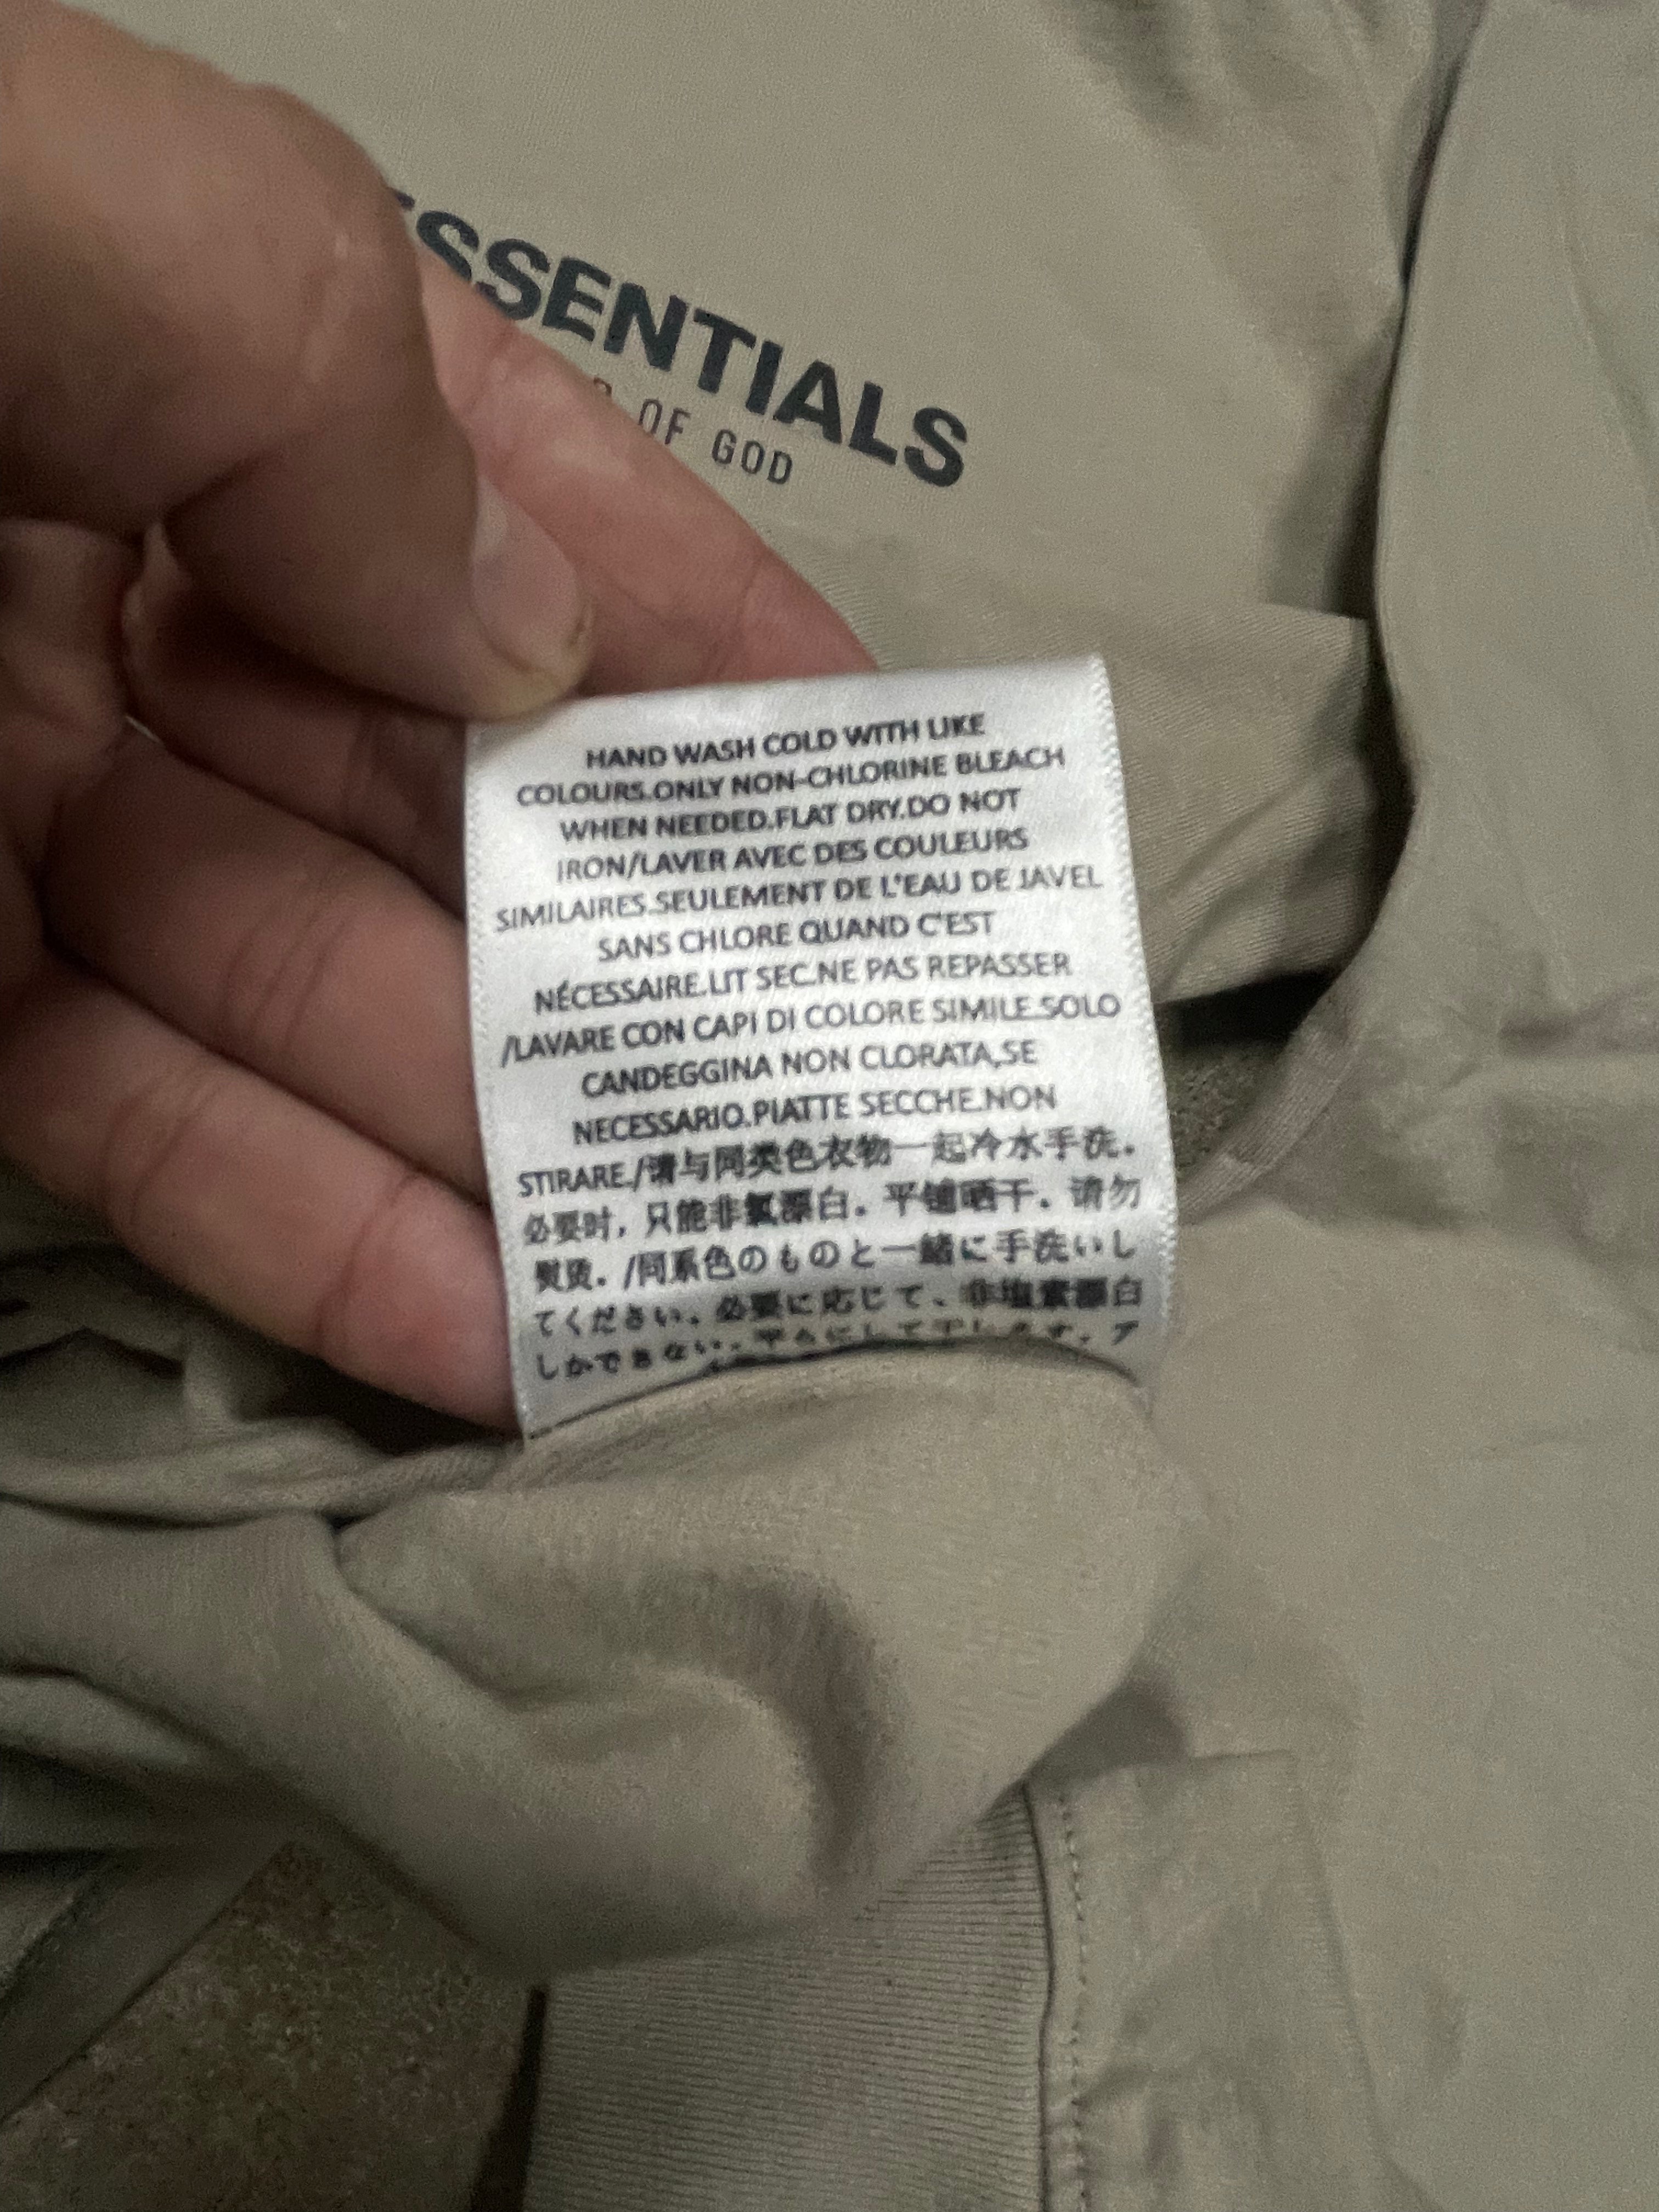 SSENTIALS
OF GOD
HAND WASH COLD WITH LIKE
COLOURS.ONLY NON-CHLORINE BLEACH
WHEN NEEDED.FLAT DRY.DO NOT
IRON/LAVER AVEC DES COULEURS
SIMILAIRES.SEULEMENT DE L'EAU DE JAVEL
SANS CHLORE QUAND C'EST
NÉCESSAIRE.LIT SEC.NE PAS REPASSER
/LAVARE CON CAPI DI COLORE SIMILE.SOLO
CANDEGGINA NON CLORATA,SE
NECESSARIO.PIATTE SECCHE.NON
STIRARE./请与同类色衣物一起冷水手洗.
必要时,只能非氯漂白.平铺晒干.请勿
熨烫./同系色のものと一緒に手洗いし
てください.必要に応じて、非塩素漂白
しかできない.